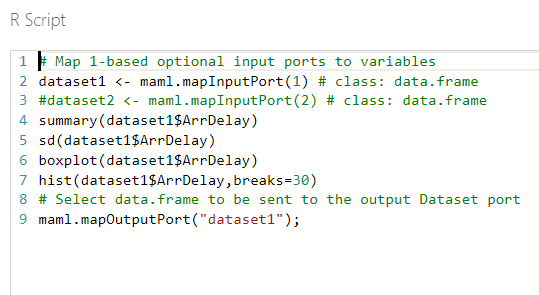 R Script
1 # Map 1-based optional input ports to variables
2 dataset1 <- maml.mapInputPort(1) # class: data.frame
3 #dataset2 <- maml.mapInputPort(2) # class: data.frame
4 summary(dataset1$ArrDelay)
5 sd(dataset1$ArrDelay)
6 boxplot(dataset1$ArrDelay)
7 hist(dataset1$ArrDelay,breaks=30)
8 # Select data.frame to be sent to the output Dataset port
9 maml.mapOutputPort("dataset1");